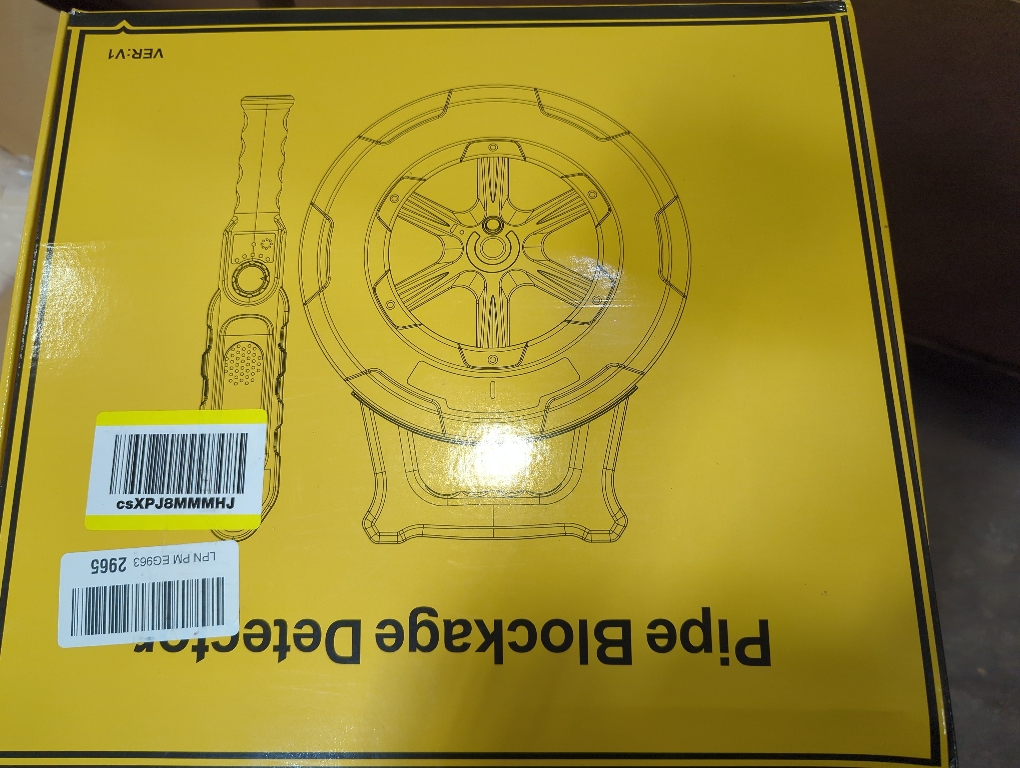 VER:V1
csXPJ8MMMHJ
LPN PM EG963 2965
Pipe Blockage Detector